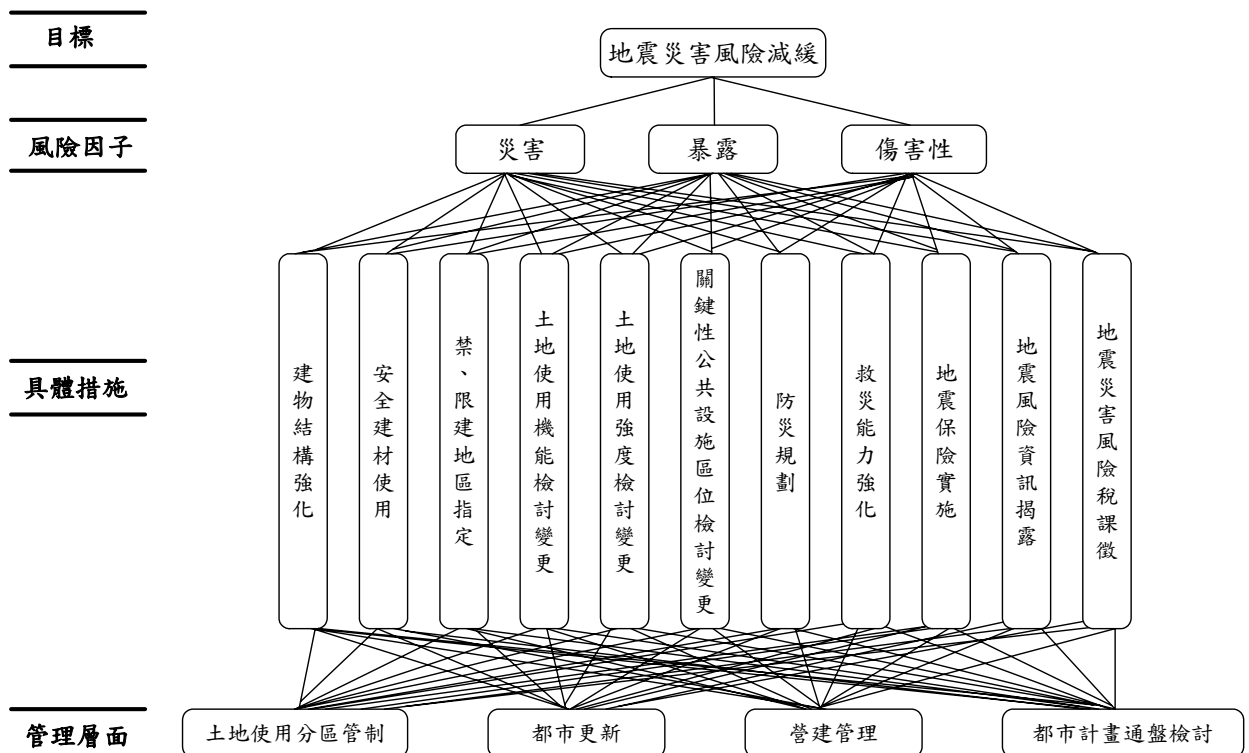 目標
地震災害風險減緩
風險因子
災害
暴露
傷害性
具體措施
建物結構強化
安全建材使用
禁、限建地區指定
土地使用機能檢討變更
土地使用強度檢討變更
關鍵性公共設施區位檢討變更
防災規劃
救災能力強化
地震保險實施
地震風險資訊揭露
地震災害風險稅課徵
管理層面
土地使用分區管制
都市更新
營建管理
都市計畫通盤檢討